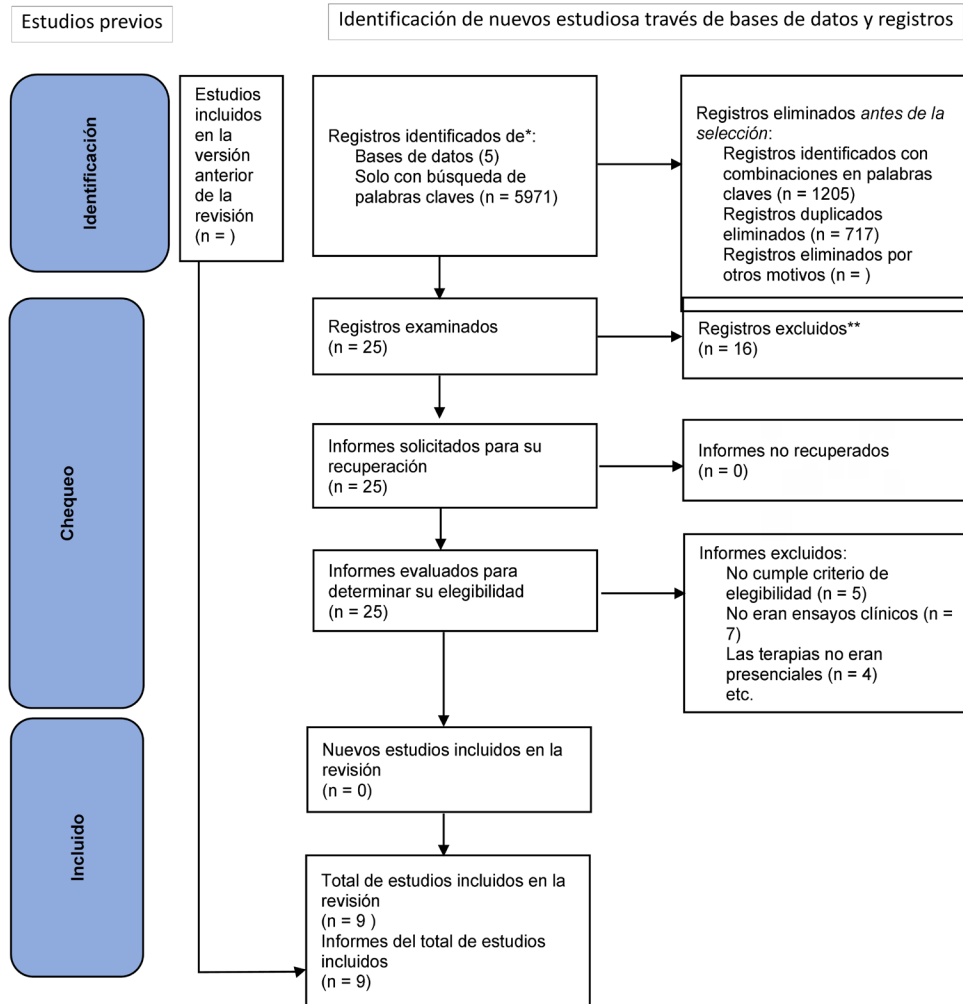 Estudios previos
Identificación de nuevos estudiosa través de bases de datos y registros
Identificación
Estudios
incluidos
en la
versión
anterior
de la
revisión
(n = )
Registros identificados de*:
Bases de datos (5)
Solo con búsqueda de
palabras claves (n = 5971)
Registros eliminados antes de la
selección:
Registros identificados con
combinaciones en palabras
claves (n = 1205)
Registros duplicados
eliminados (n = 717)
Registros eliminados por
otros motivos (n = )
Chequeo
Registros examinados
(n = 25)
Registros excluidos**
(n = 16)
Informes solicitados para su
recuperación
(n = 25)
Informes no recuperados
(n = 0)
Informes evaluados para
determinar su elegibilidad
(n = 25)
Informes excluidos:
No cumple criterio de
elegibilidad (n = 5)
No eran ensayos clínicos (n =
7)
Las terapias no eran
presenciales (n = 4)
etc.
Incluido
Nuevos estudios incluidos en la
revisión
(n = 0)
Total de estudios incluidos en la
revisión
(n = 9 )
Informes del total de estudios
incluidos
(n = 9)